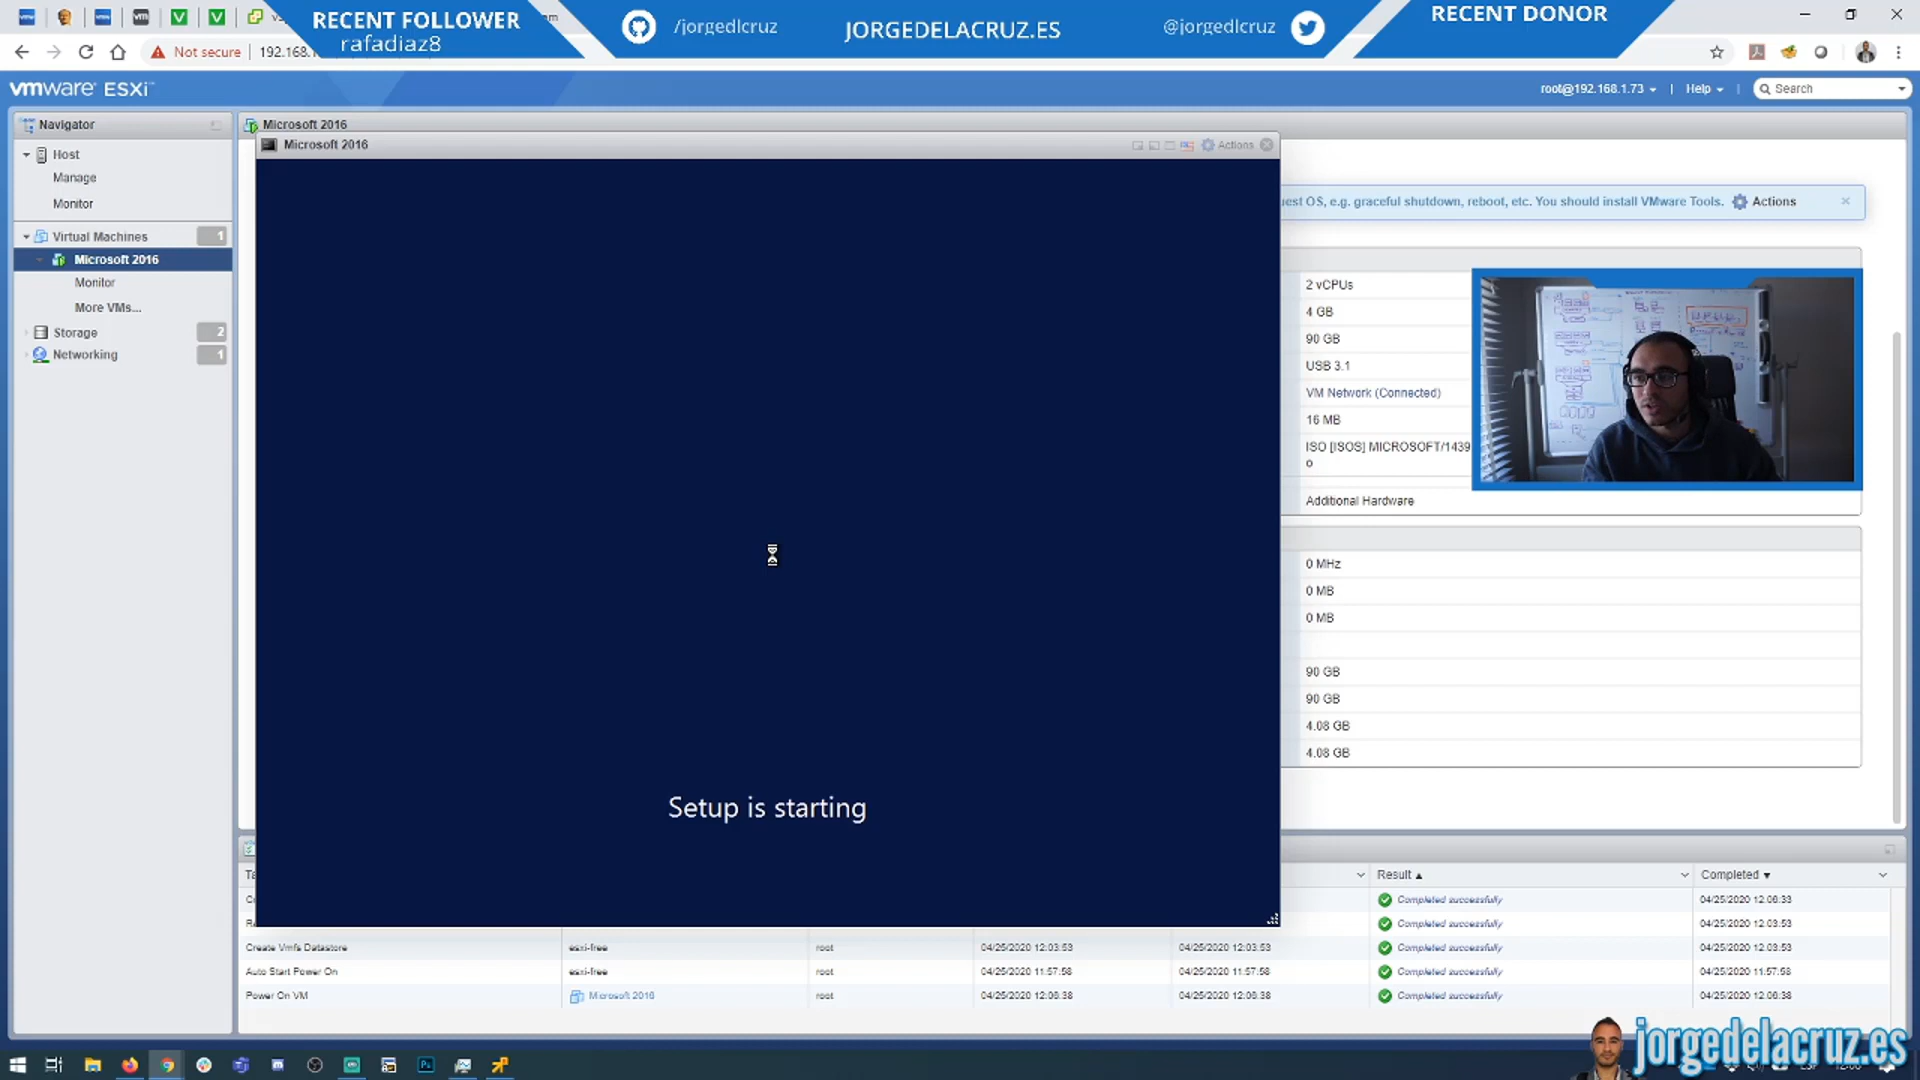 RECENT FOLLOWER
rafadiaz8
/jorgedlcruz
JORGEDELACRUZ.ES
@jorgedlcruz
RECENT DONOR
Not secure
192.168.
vmware ESXi
root@192.168.1.73
Help
Search
Navigator
Microsoft 2016
Microsoft 2016
Actions
Host
Manage
Monitor
Virtual Machines
1
Microsoft 2016
Monitor
More VMs...
Storage
2
Networking
1
uest OS, e.g. graceful shutdown, reboot, etc. You should install VMware Tools.
Actions
2 vCPUs
4 GB
90 GB
USB 3.1
VM Network (Connected)
16 MB
ISO [ISOS] MICROSOFT/1439
o
Additional Hardware
0 MHz
0 MB
0 MB
90 GB
90 GB
4.08 GB
4.08 GB
Setup is starting
Result
Completed
Completed successfully
04/25/2020 12:06:33
Completed successfully
04/25/2020 12:03:53
Create Vmfs Datastore
esxi-free
root
04/25/2020 12:03:53
04/25/2020 12:03:53
Completed successfully
04/25/2020 12:03:53
Auto Start Power On
esxi-free
root
04/25/2020 11:57:58
04/25/2020 11:57:58
Completed successfully
04/25/2020 11:57:58
Power On VM
Microsoft 2016
root
04/25/2020 12:06:38
04/25/2020 12:06:38
Completed successfully
04/25/2020 12:06:38
jorgedelacruz.es